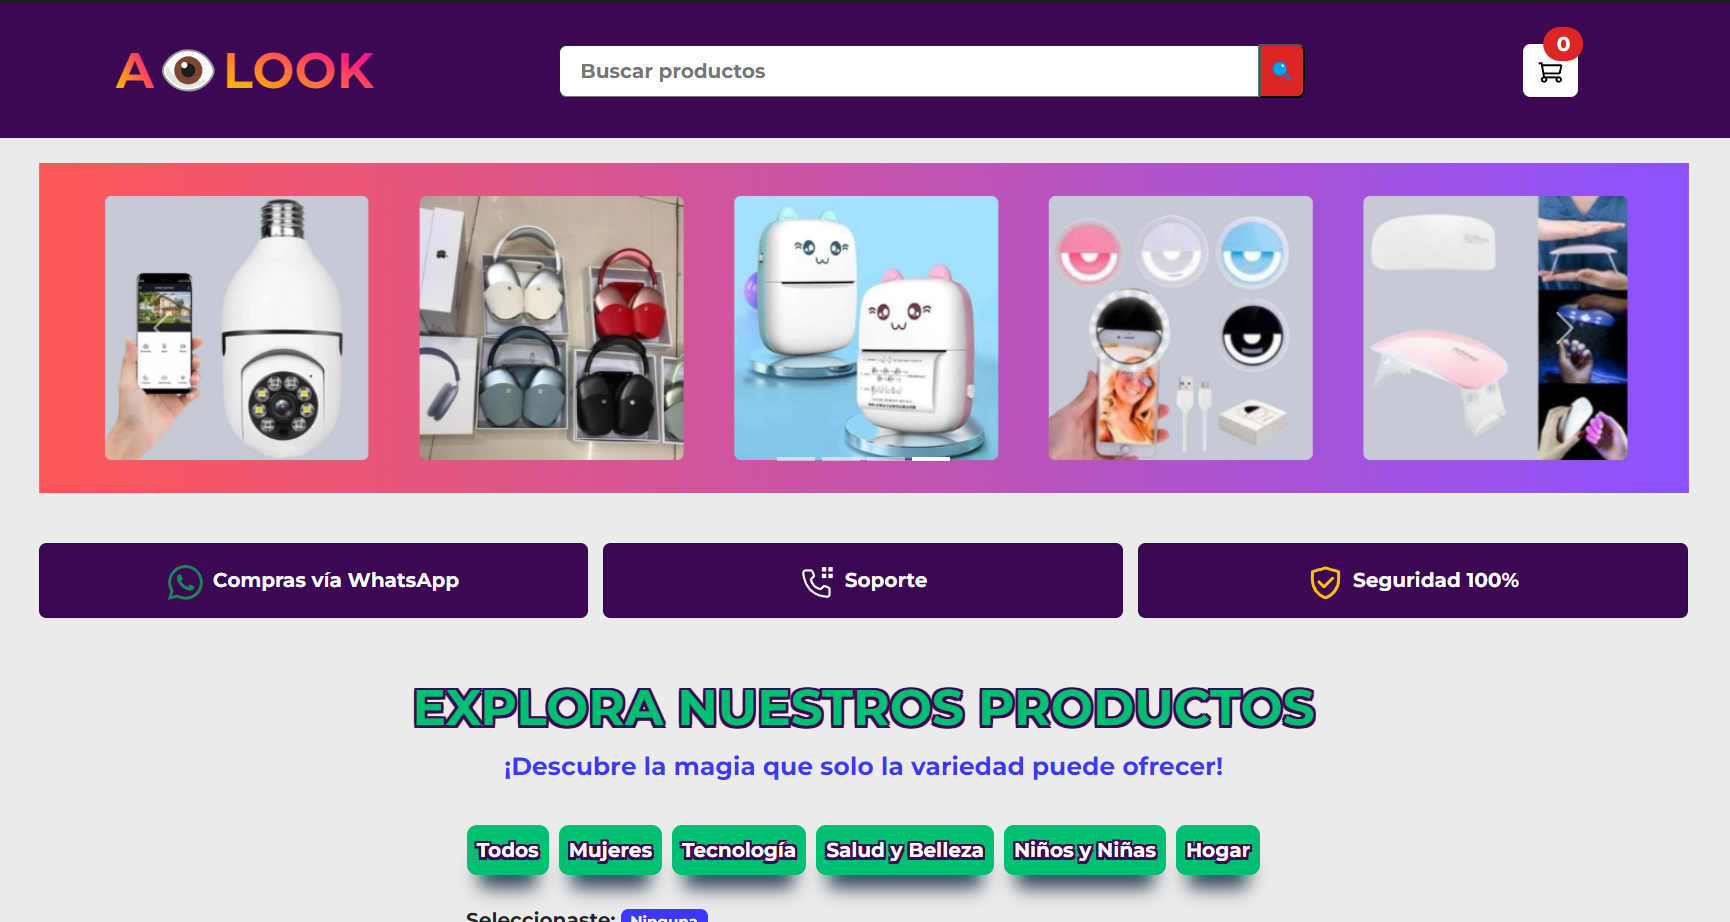 A 👁 LOOK
Buscar productos
0
Compras vía WhatsApp
Soporte
Seguridad 100%
EXPLORA NUESTROS PRODUCTOS
¡Descubre la magia que solo la variedad puede ofrecer!
Todos Mujeres Tecnología Salud y Belleza Niños y Niñas Hogar
Seleccionaste: Ninguna